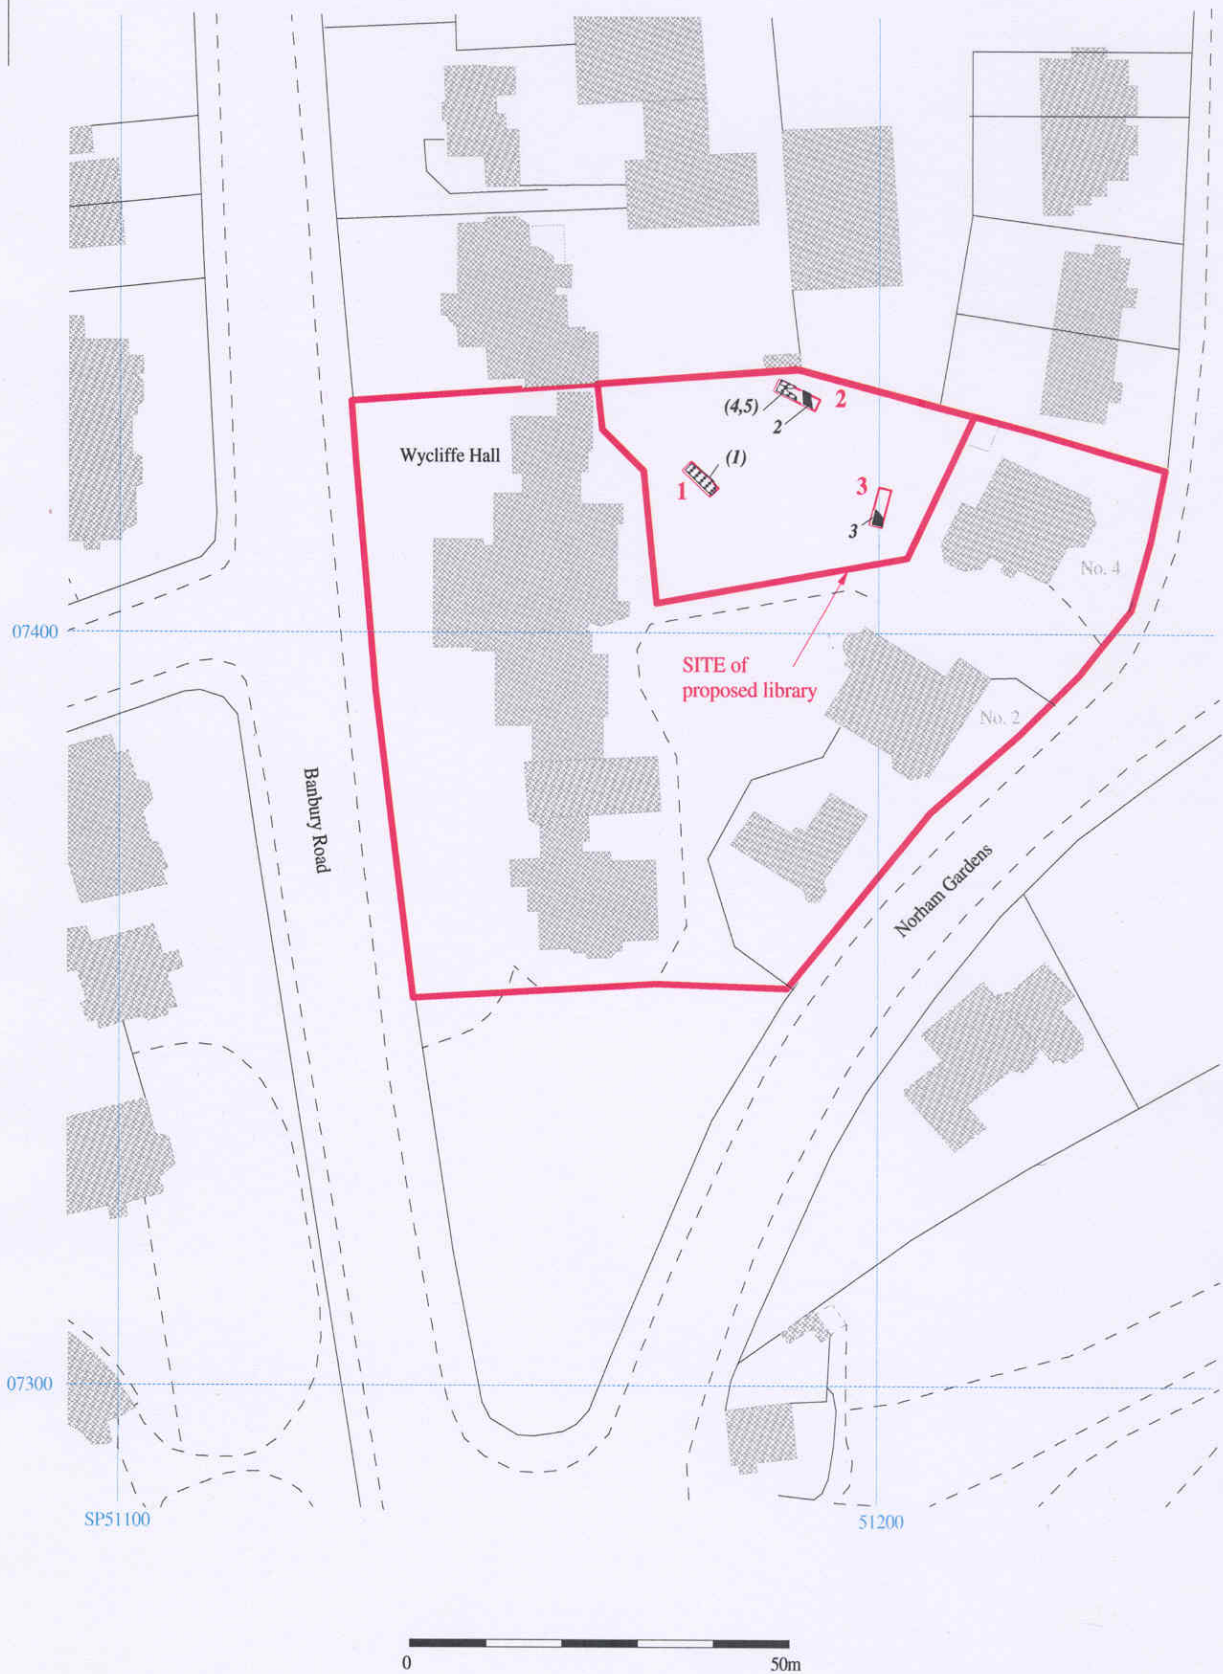 (4,5)
2
2
Wycliffe Hall
(1)
1
3
3
No. 4
07400
SITE of
proposed library
No. 2
Banbury Road
Norham Gardens
07300
SP51100
51200
0
50m